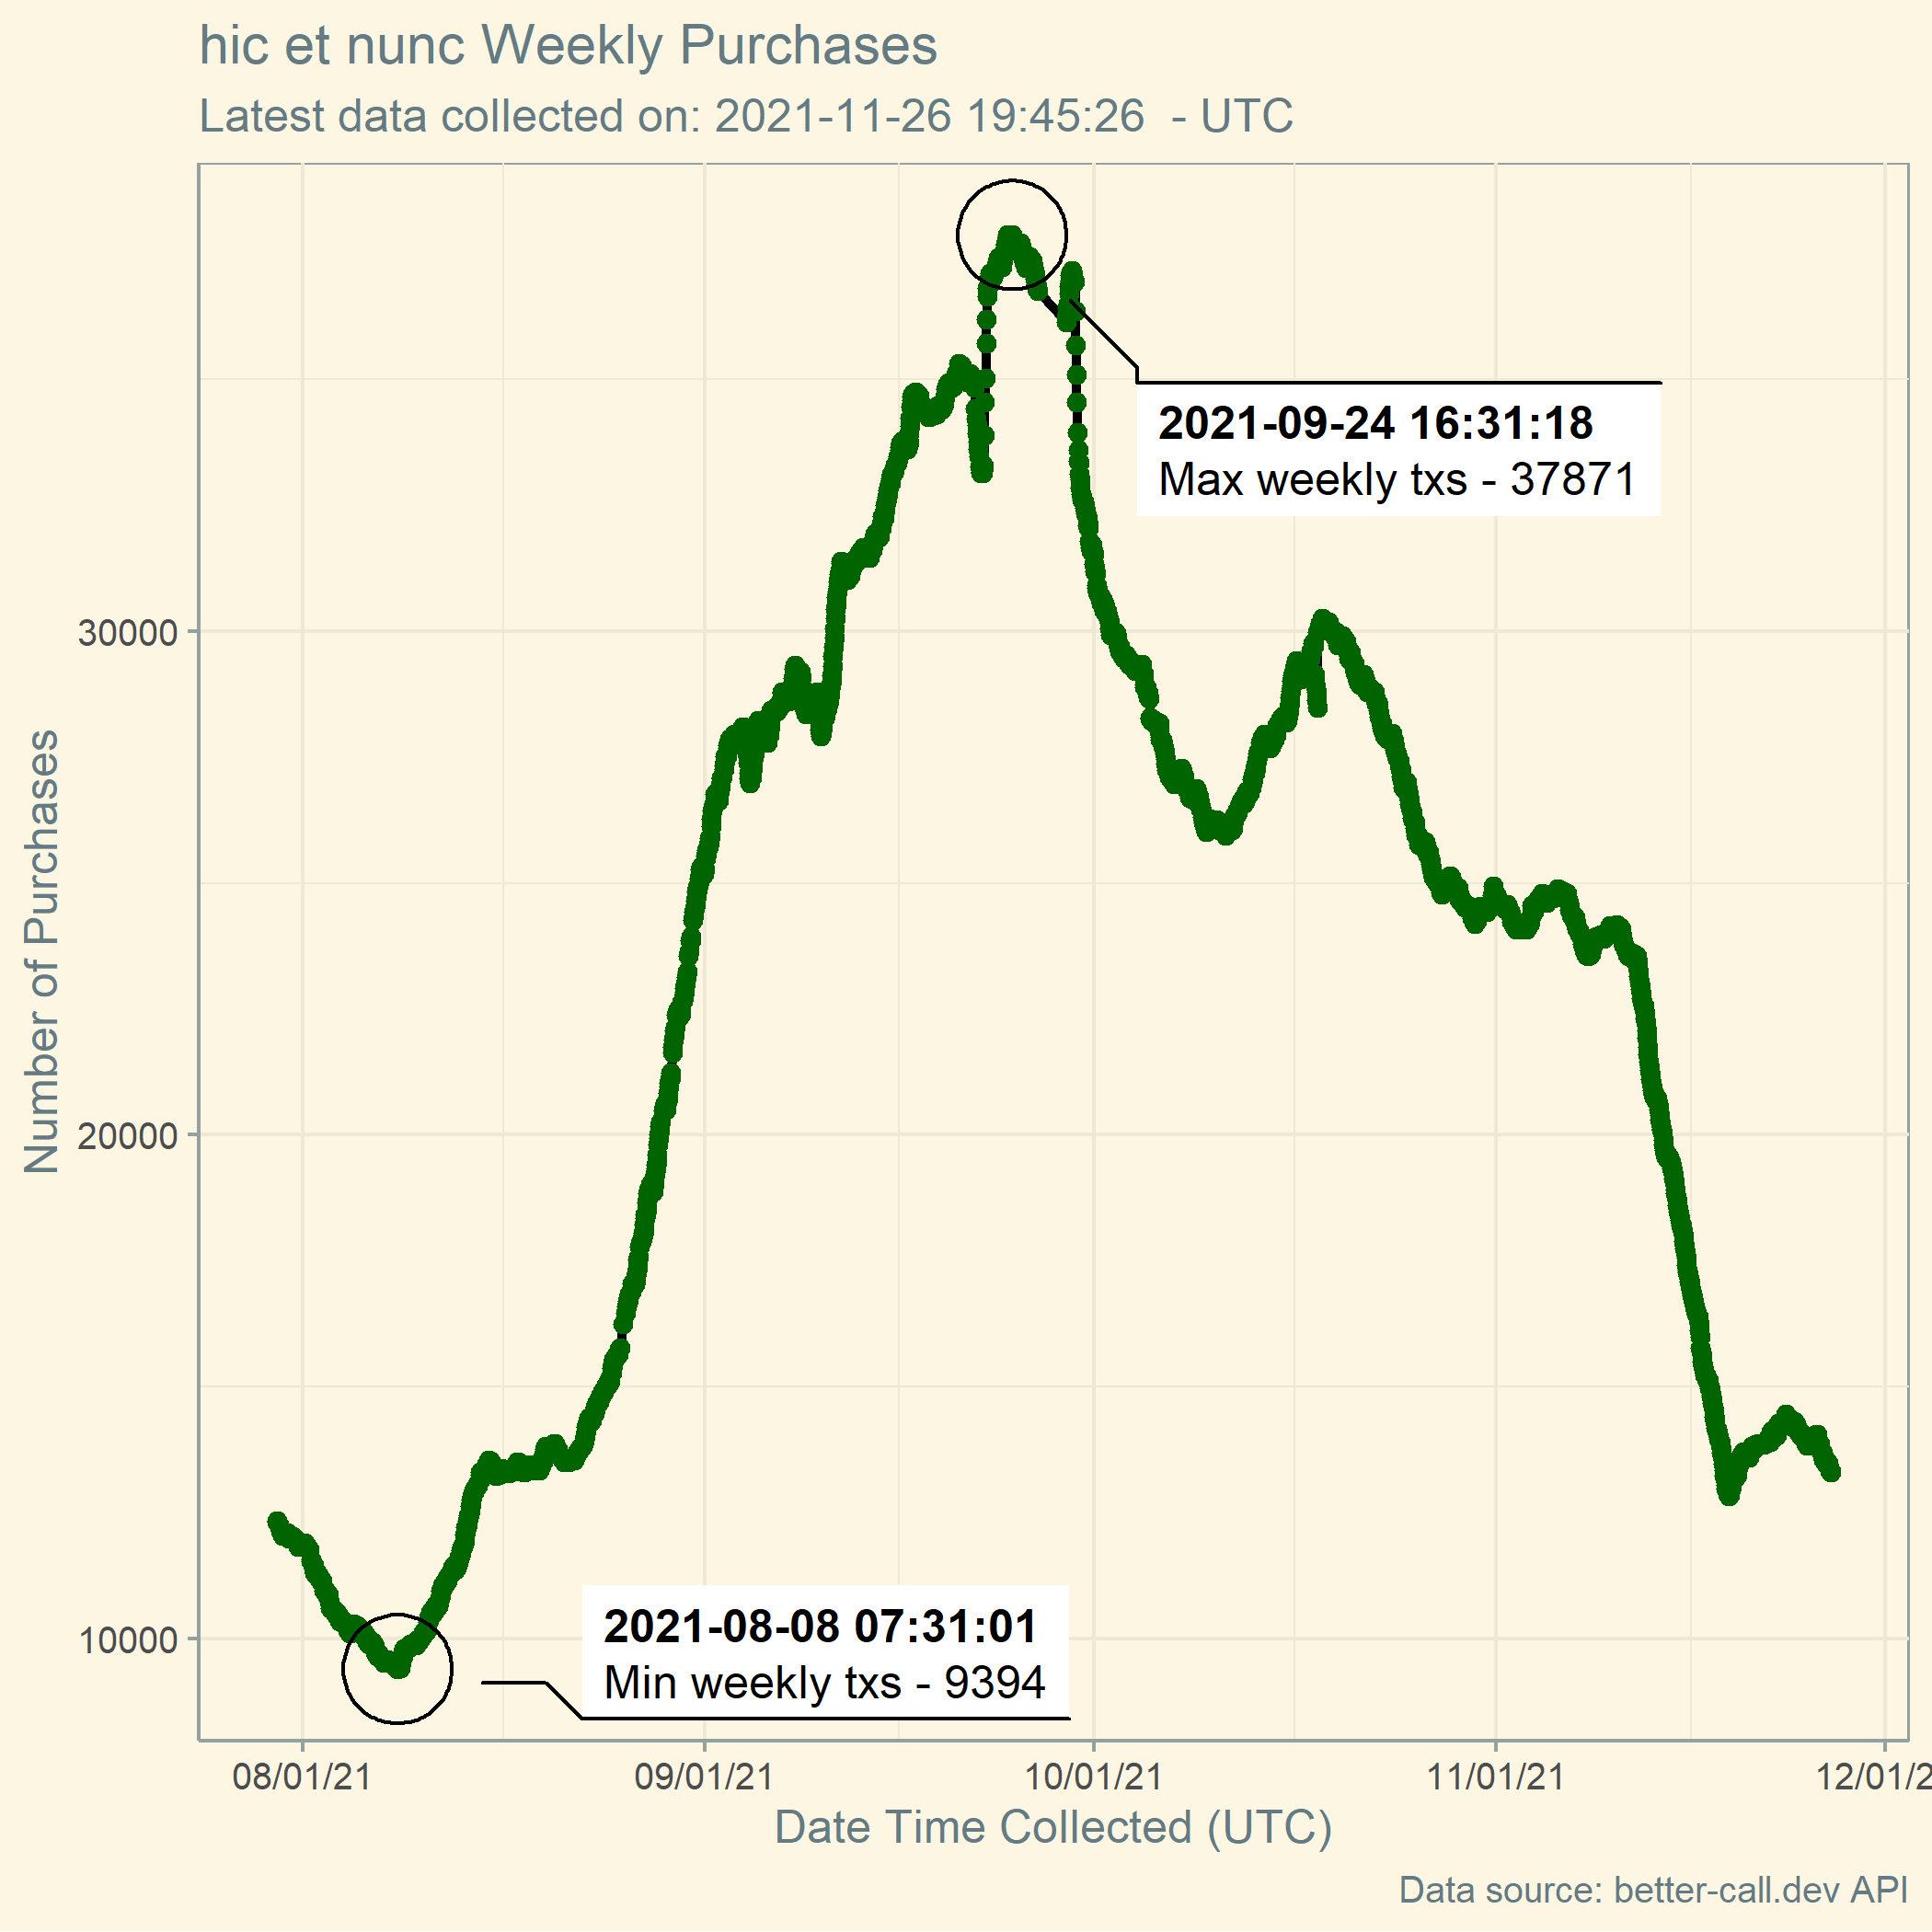 hic et nunc Weekly Purchases
Latest data collected on: 2021-11-26 19:45:26  - UTC
2021-09-24 16:31:18
Max weekly txs - 37871
30000
20000
10000
Number of Purchases
2021-08-08 07:31:01
Min weekly txs - 9394
08/01/21 09/01/21 10/01/21 11/01/21 12/01/2
Date Time Collected (UTC)
Data source: better-call.dev API